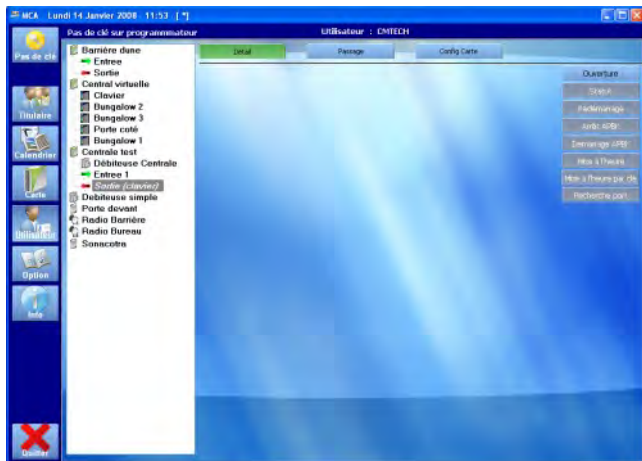 MCA Lundi 14 Janvier 2008 - 11:53 [ *]
Pas de clé sur programmmateur
Utilisateur : CMTECH
Pas de clé
Titulaire
Calendrier
Carte
Utilisateur
Option
Info
Quitter
Barrière dune
Entree
Sortie
Central virtuelle
Clavier
Bungalow 2
Bungalow 3
Porte coté
Bungalow 1
Centrale test
Débiteuse Centrale
Entree 1
Sortie (clavier)
Debiteuse simple
Porte devant
Radio Barrière
Radio Bureau
Sonacotra
Detail
Passage
Config Carte
Ouverture
Status
Redémarrage
Arrêt APB!
Demarrage APB!
Mise à l'heure
Mise à l'heure par clé
Recherche port